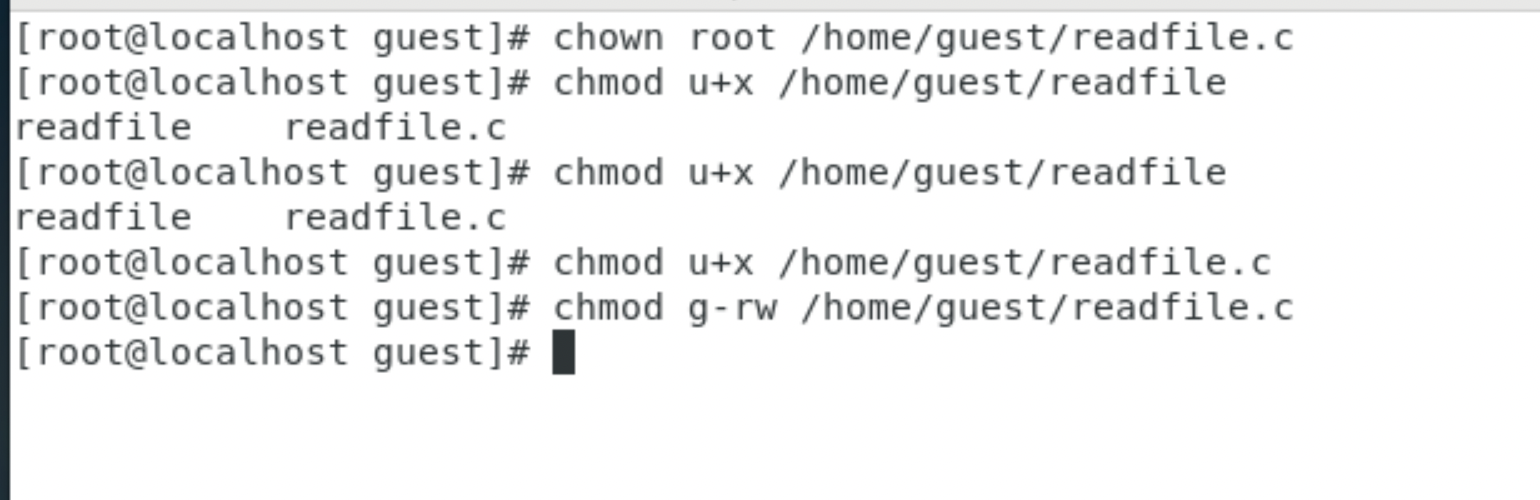 [root@localhost guest]# chown root /home/guest/readfile.c
[root@localhost guest]# chmod u+x /home/guest/readfile
readfile    readfile.c
[root@localhost guest]# chmod u+x /home/guest/readfile
readfile    readfile.c
[root@localhost guest]# chmod u+x /home/guest/readfile.c
[root@localhost guest]# chmod g-rw /home/guest/readfile.c
[root@localhost guest]#